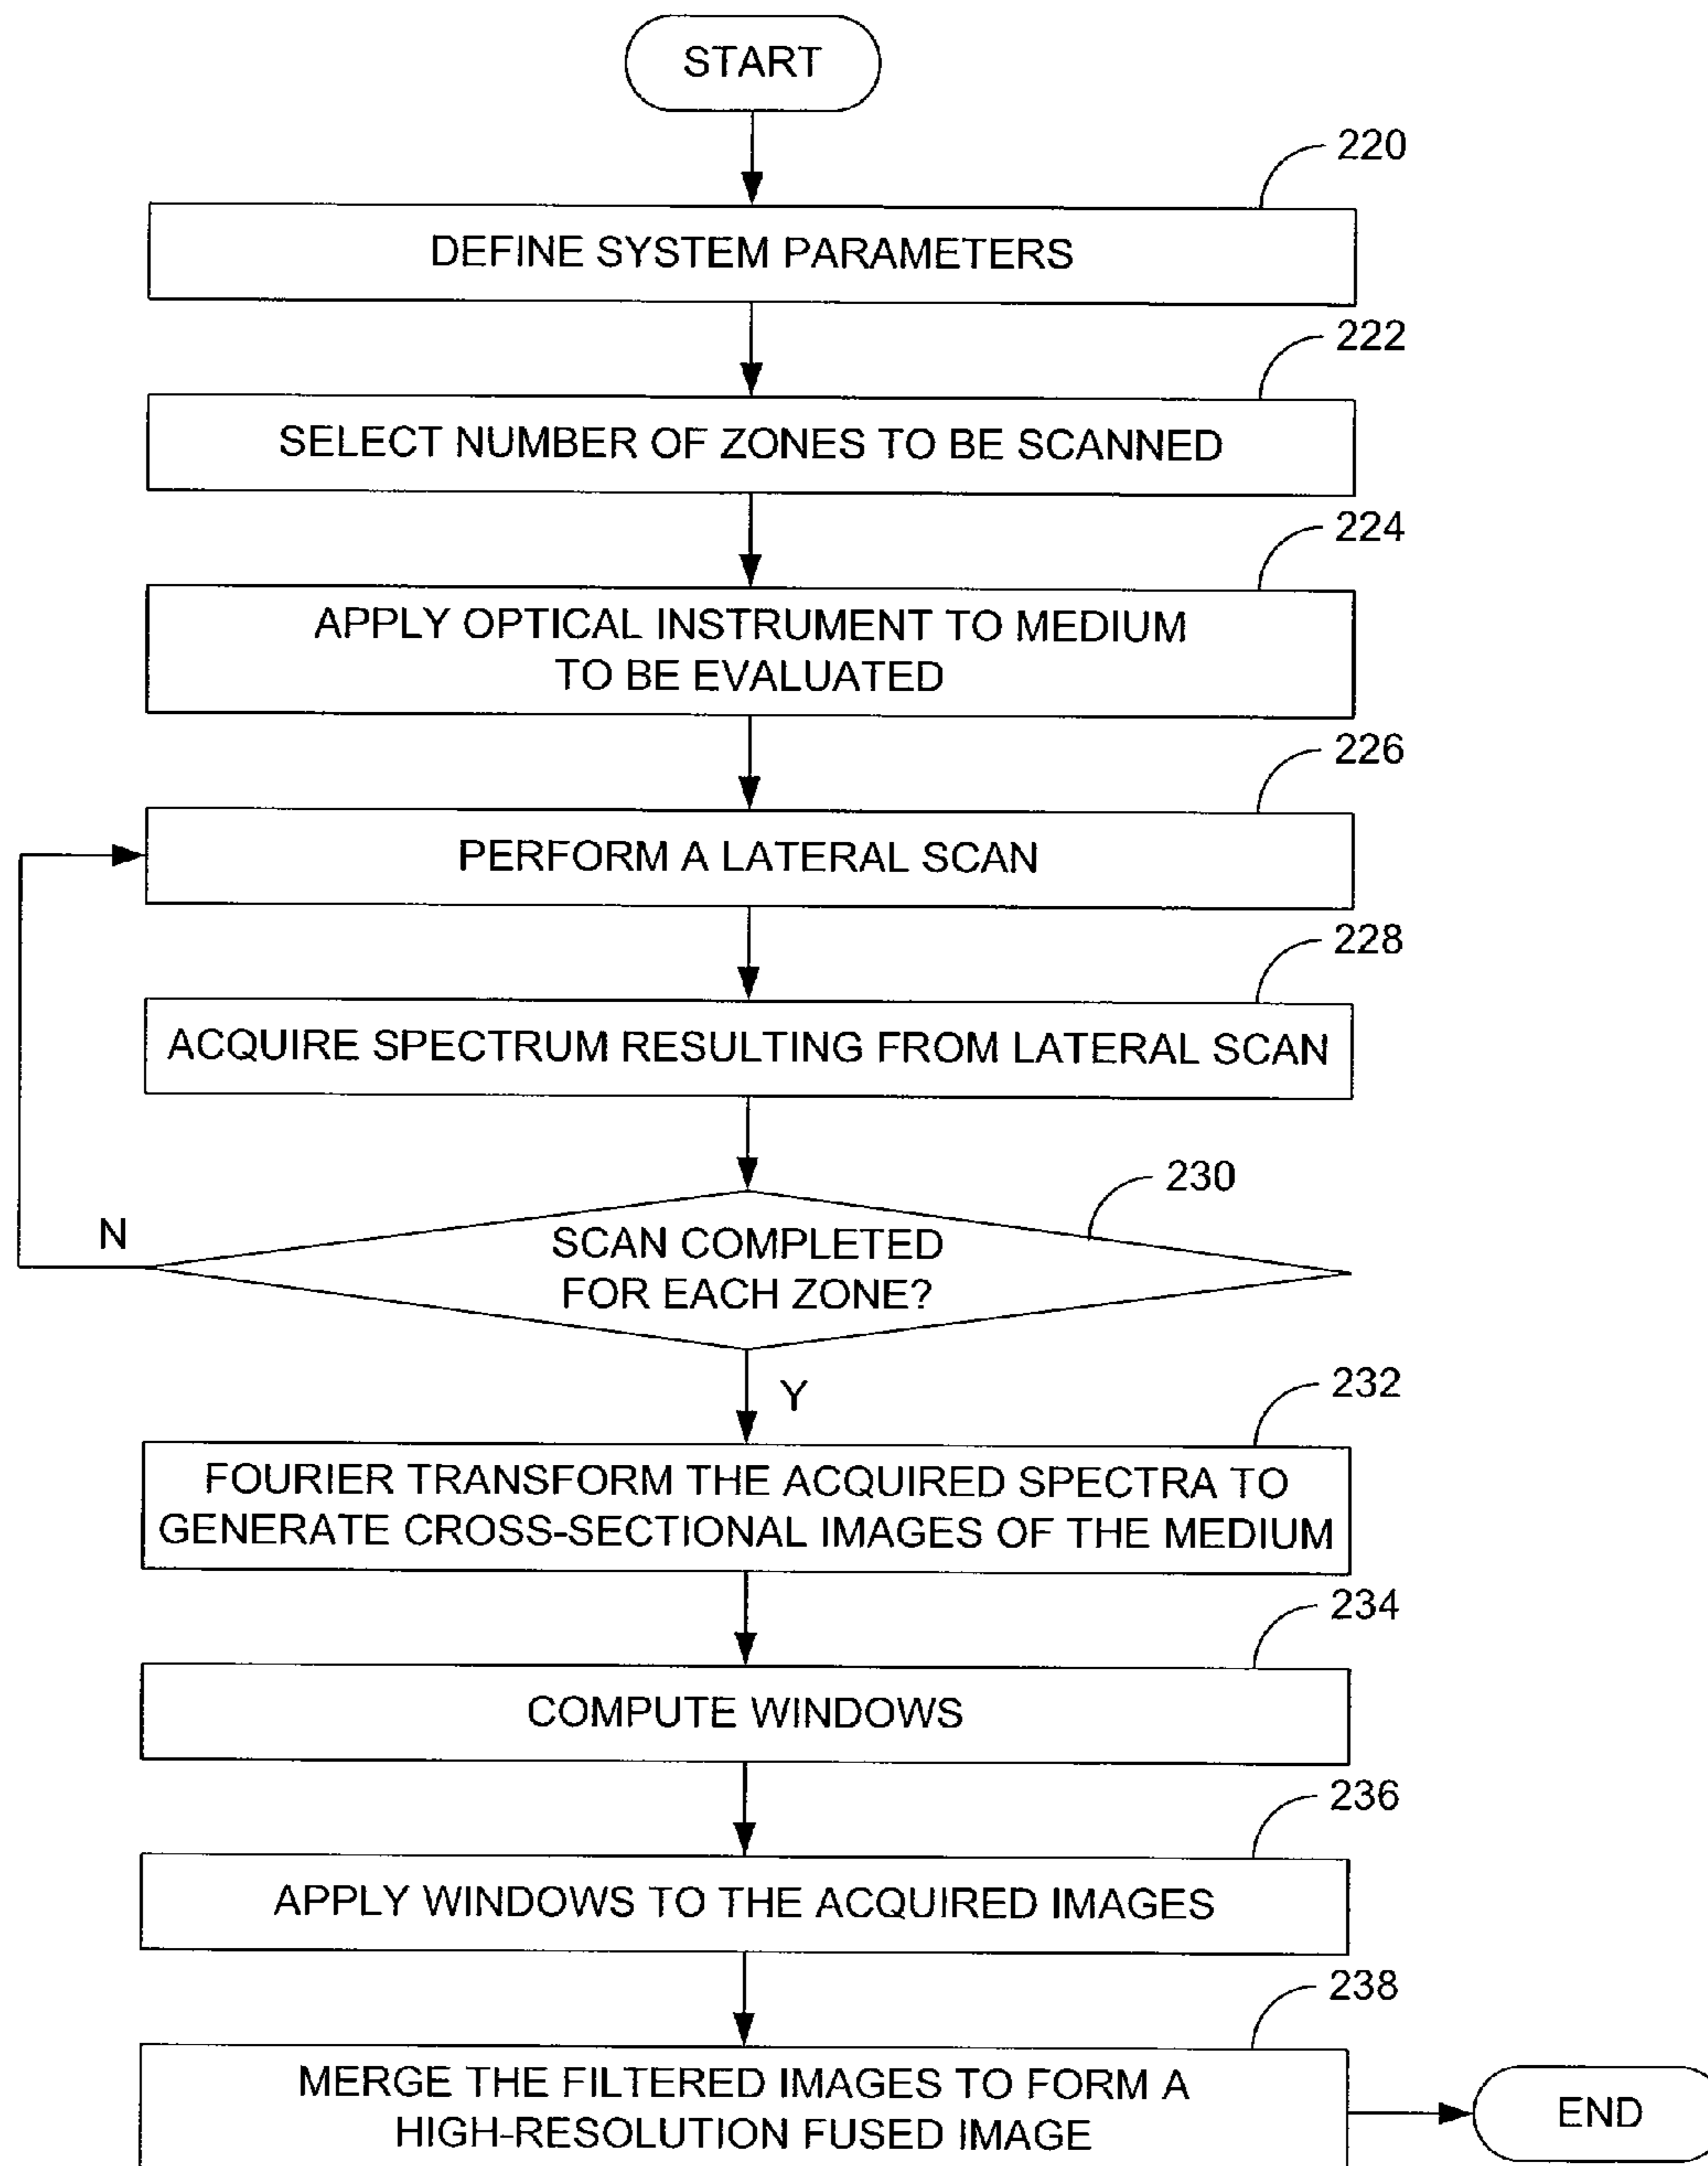 START
220
DEFINE SYSTEM PARAMETERS
222
SELECT NUMBER OF ZONES TO BE SCANNED
224
APPLY OPTICAL INSTRUMENT TO MEDIUM
TO BE EVALUATED
226
PERFORM A LATERAL SCAN
228
ACQUIRE SPECTRUM RESULTING FROM LATERAL SCAN
230
N
SCAN COMPLETED
FOR EACH ZONE?
Y
232
FOURIER TRANSFORM THE ACQUIRED SPECTRA TO
GENERATE CROSS-SECTIONAL IMAGES OF THE MEDIUM
234
COMPUTE WINDOWS
236
APPLY WINDOWS TO THE ACQUIRED IMAGES
238
MERGE THE FILTERED IMAGES TO FORM A
HIGH-RESOLUTION FUSED IMAGE
END